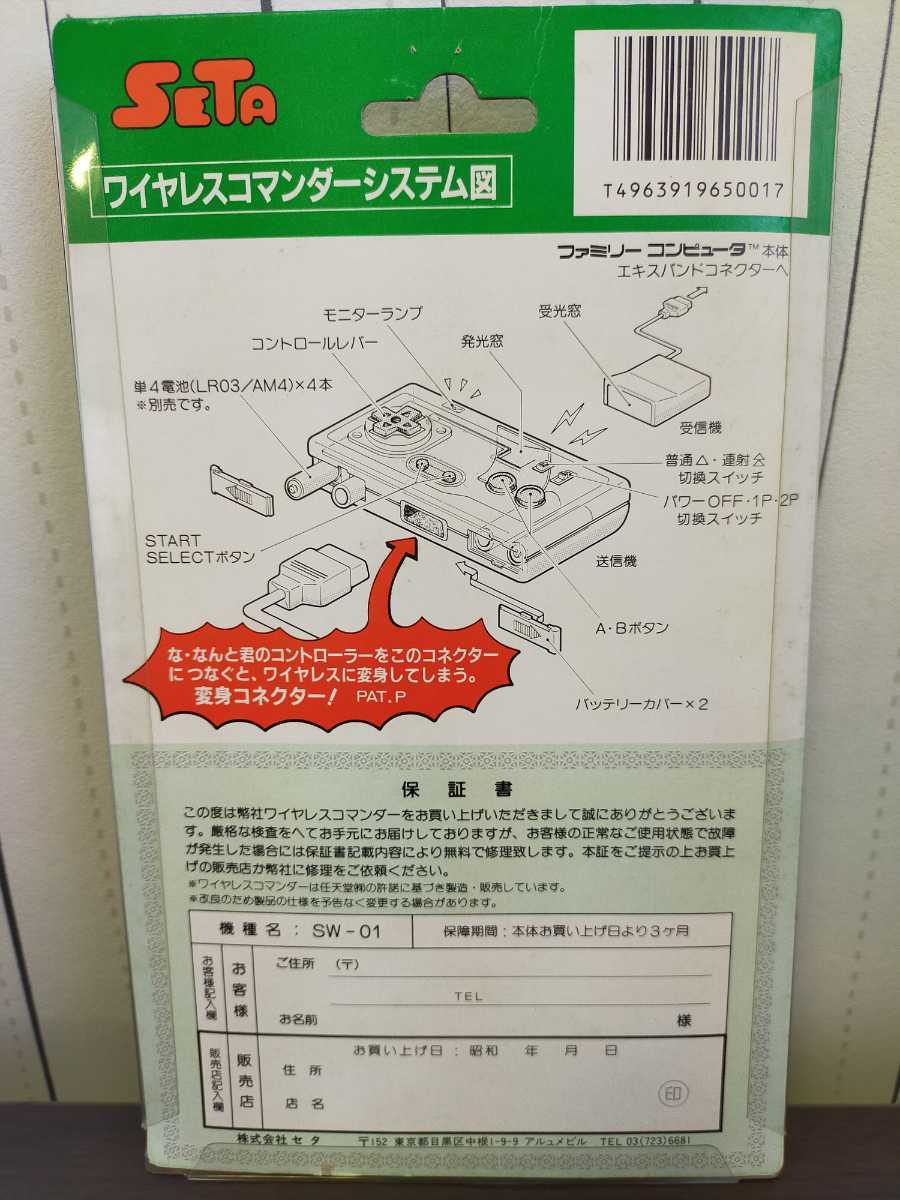 SETA
T4963919650017
ワイヤレスコマンダーシステム図
ファミリー コンピュータ™本体
エキスパンドコネクターへ
モニターランプ
受光窓
コントロールレバー
発光窓
単4電池(LR03/AM4)×4本
※別売です。
受信機
普通△・連射
切換スイッチ
パワーOFF・1P・2P
切換スイッチ
START
SELECTボタン
送信機
A・Bボタン
な・なんと君のコントローラーをこのコネクター
につなぐと、ワイヤレスに変身してしまう。
変身コネクター! PAT.P
バッテリーカバー×2
保証書
この度は幣社ワイヤレスコマンダーをお買い上げいただきまして誠にありがとうございま
す。厳格な検査をへてお手元にお届けしておりますが、お客様の正常なご使用状態で故障
が発生した場合には保証書記載内容により無料で修理致します。本証をご提示の上お買上
げの販売店か幣社に修理をご依頼ください。
※ワイヤレスコマンダーは任天堂㈱の許諾に基づき製造・販売しています。
※改良のため製品の仕様を予告なく変更する場合があります。
機種名：SW-01
保障期間：本体お買い上げ日より3ヶ月
お客様記入欄
お客様
ご住所 (〒)
TEL
お名前 様
販売店記入欄
販売店
お買い上げ日：昭和 年 月 日
住所
店名
印
株式会社セタ 〒152 東京都目黒区中根1-9-9 アルュメビル TEL 03(723)6681